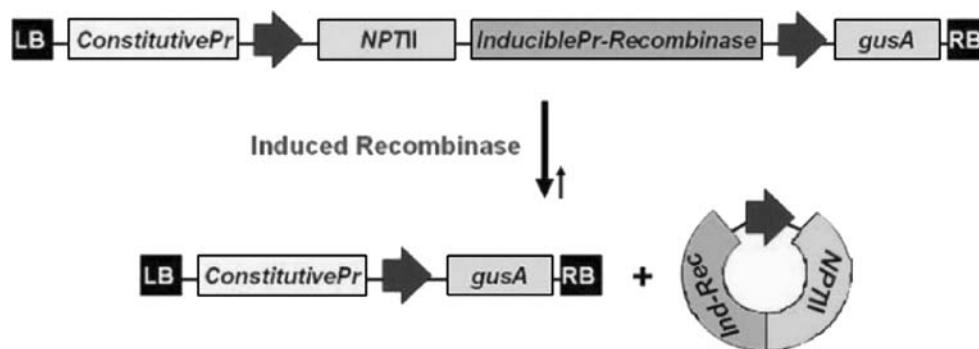 LB ConstitutivePr NPTII InduciblePr-Recombinase gusA RB
Induced Recombinase
LB ConstitutivePr gusA RB + Ind-Rec NPTII